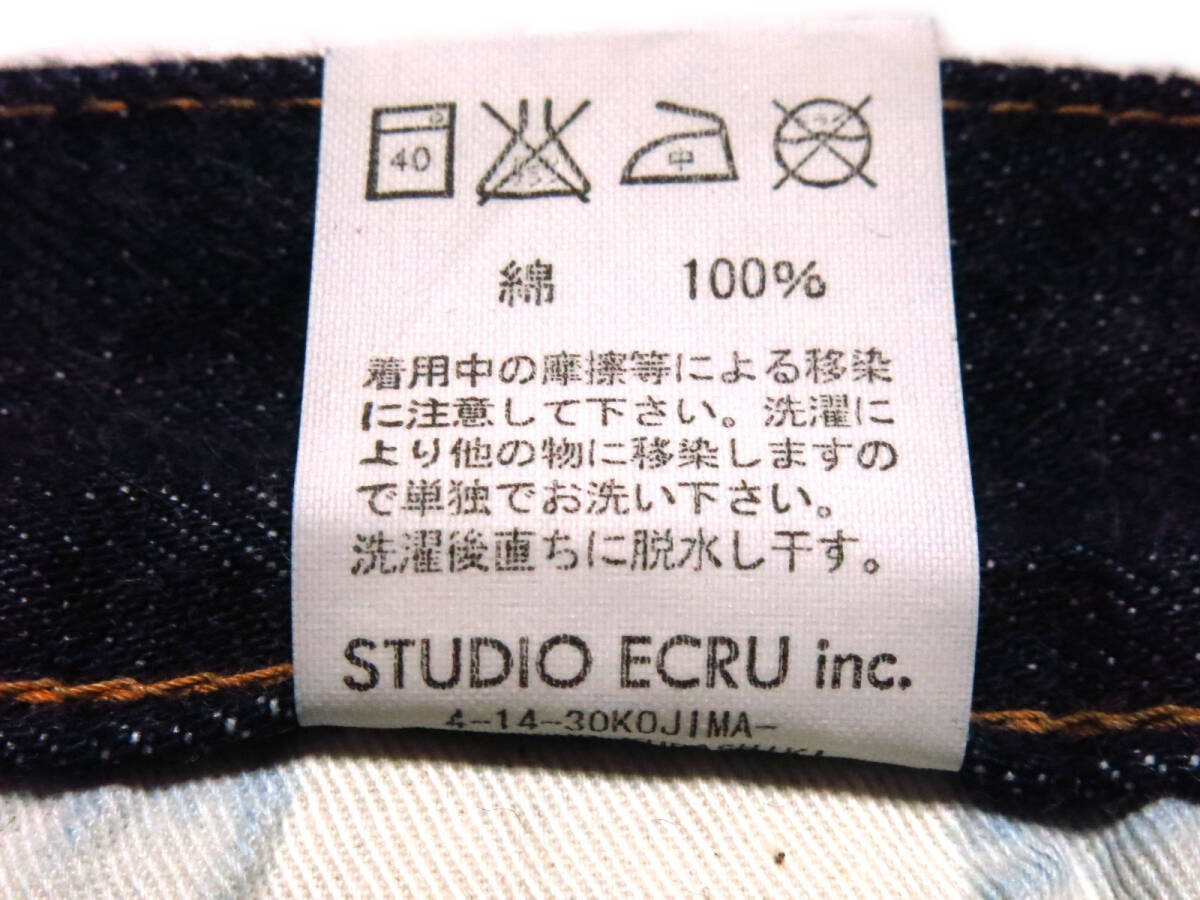 40
中
綿 100%
着用中の摩擦等による移染
に注意して下さい。洗濯に
より他の物に移染しますの
で単独でお洗い下さい。
洗濯後直ちに脱水し干す。
STUDIO ECRU inc.
4-14-30KOJIMA-